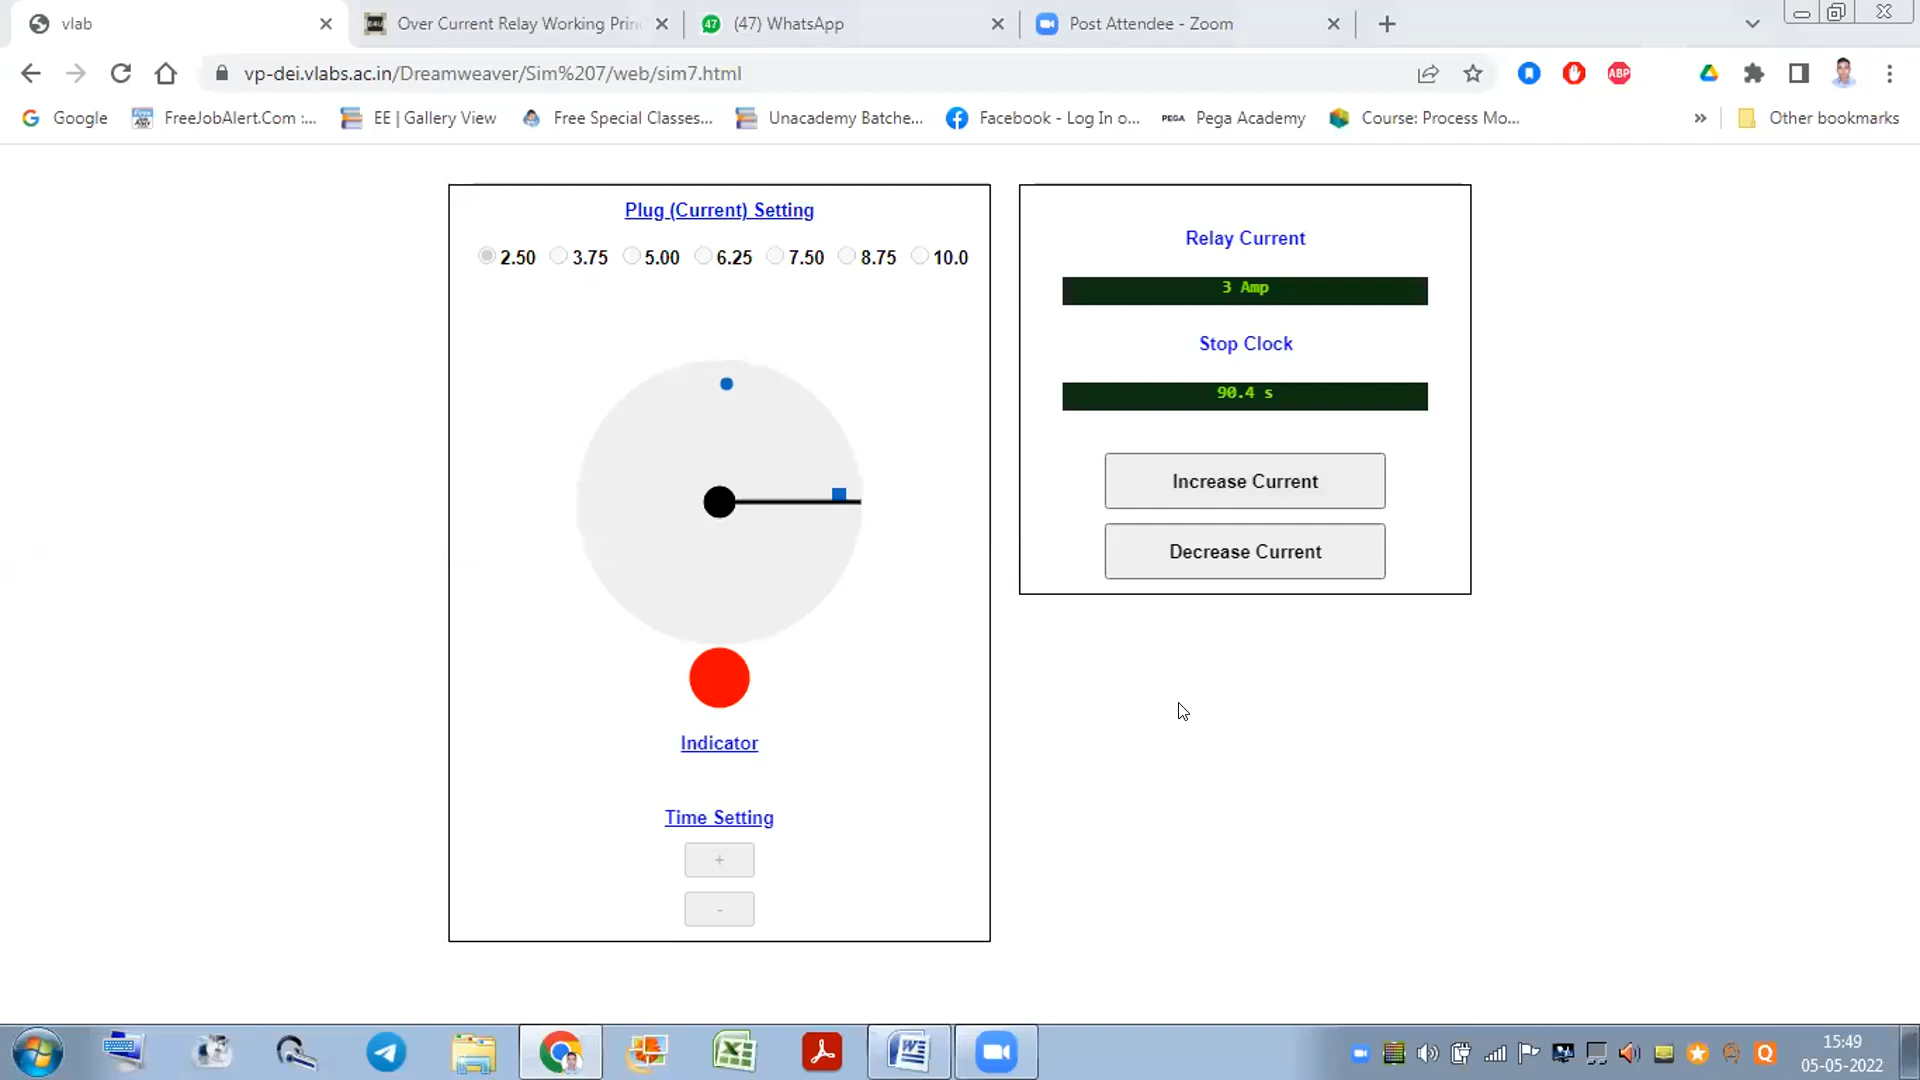 vlab
Over Current Relay Working Prin
47 (47) WhatsApp
Post Attendee - Zoom
vp-dei.vlabs.ac.in/Dreamweaver/Sim%207/web/sim7.html
ABP
Google
FreeJobAlert.Com :...
EE | Gallery View
Free Special Classes...
Unacademy Batche...
Facebook - Log In o...
PEGA Pega Academy
Course: Process Mo...
»
Other bookmarks
Plug (Current) Setting
2.50 3.75 5.00 6.25 7.50 8.75 10.0
Indicator
Time Setting
+
-
Relay Current
3 Amp
Stop Clock
90.4 s
Increase Current
Decrease Current
15:49
05-05-2022